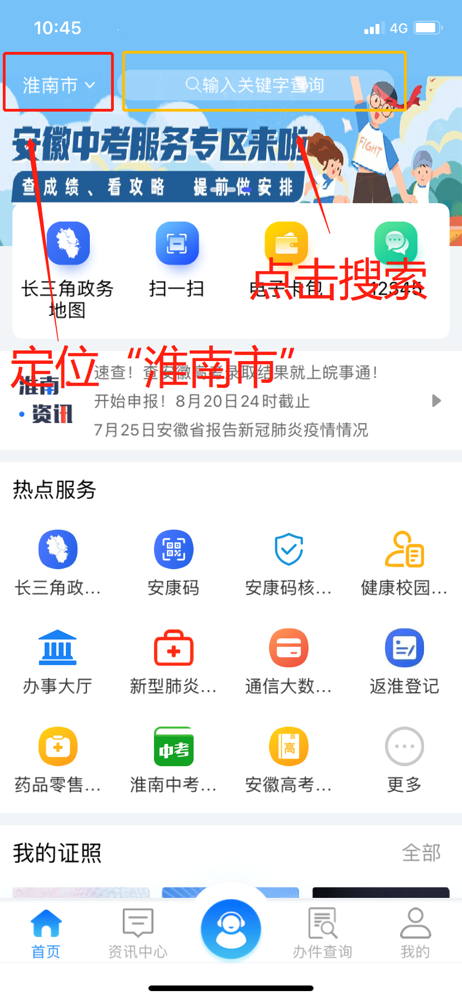 10:45
4G
淮南市
输入关键字查询
安徽中考服务专区来啦
FIGHT
查成绩、看攻略 提前做安排
长三角政务地图
扫一扫
电子卡包
12345
点击搜索
定位“淮南市”
淮南
资讯
速查！查安徽高考录取结果就上皖事通！
开始申报！8月20日24时截止
7月25日安徽省报告新冠肺炎疫情情况
热点服务
长三角政...
安康码
安康码核...
健康校园...
办事大厅
新型肺炎...
通信大数...
返淮登记
中考
高
药品零售...
淮南中考...
安徽高考...
更多
我的证照
全部
首页
资讯中心
办件查询
我的